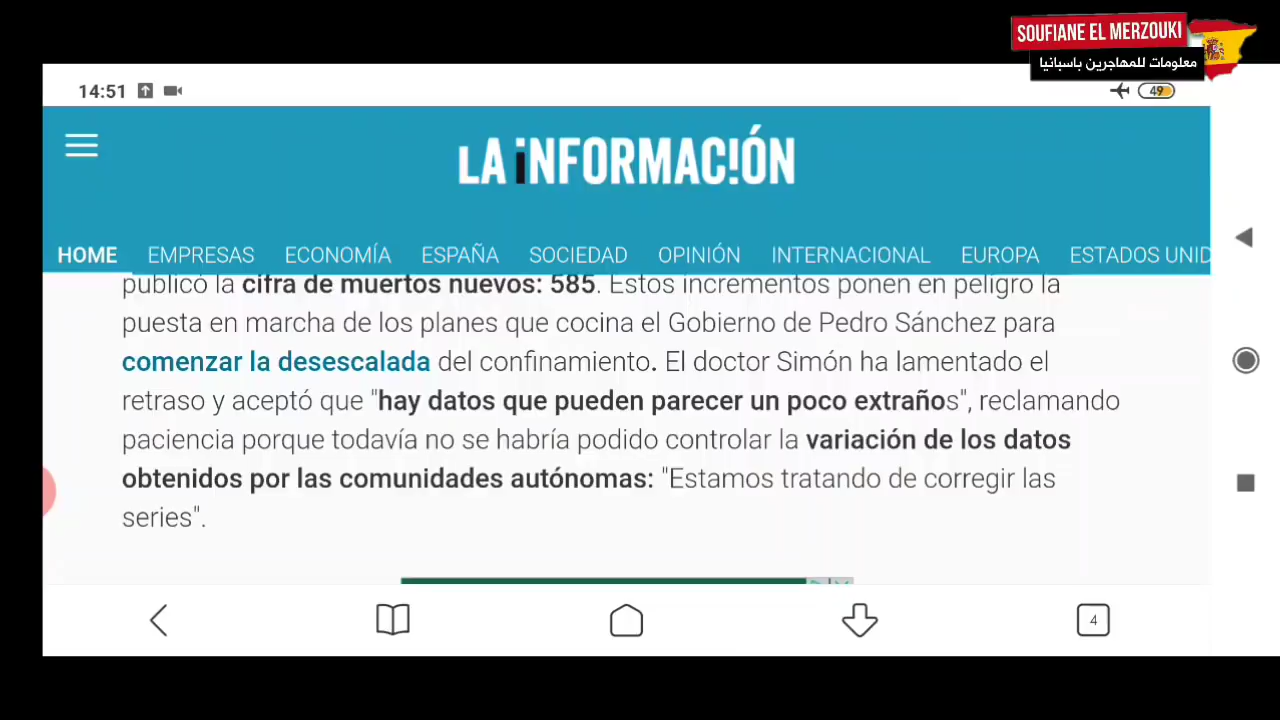 SOUFIANE EL MERZOUKI
معلومات للمهاجرين باسبانيا
14:51
49
LA iNFORMAC!ÓN
HOME EMPRESAS ECONOMÍA ESPAÑA SOCIEDAD OPINIÓN INTERNACIONAL EUROPA ESTADOS UNID
publicó la cifra de muertos nuevos: 585. Estos incrementos ponen en peligro la
puesta en marcha de los planes que cocina el Gobierno de Pedro Sánchez para
comenzar la desescalada del confinamiento. El doctor Simón ha lamentado el
retraso y aceptó que "hay datos que pueden parecer un poco extraños", reclamando
paciencia porque todavía no se habría podido controlar la variación de los datos
obtenidos por las comunidades autónomas: "Estamos tratando de corregir las
series".
4